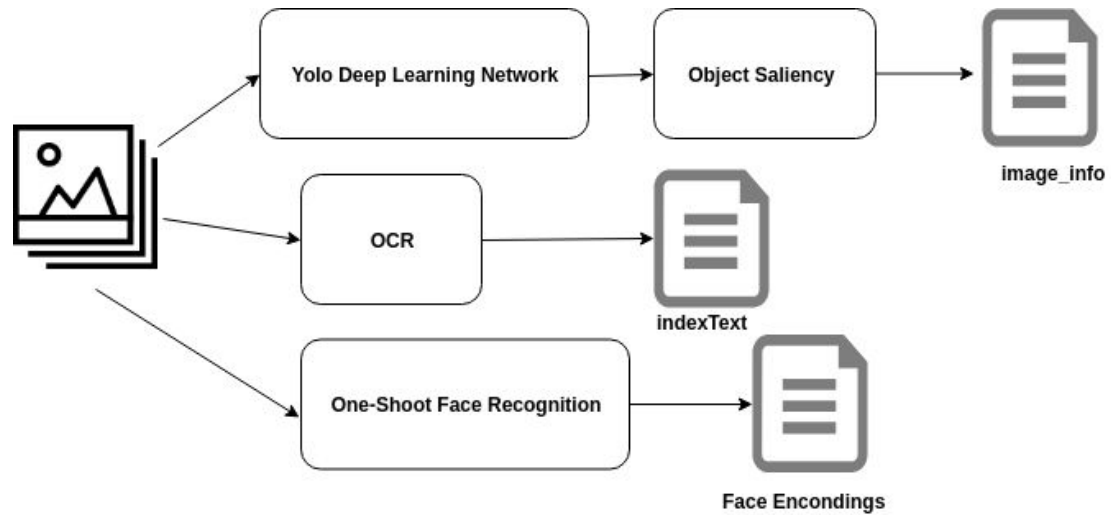 Yolo Deep Learning Network
Object Saliency
image_info
OCR
indexText
One-Shoot Face Recognition
Face Encondings